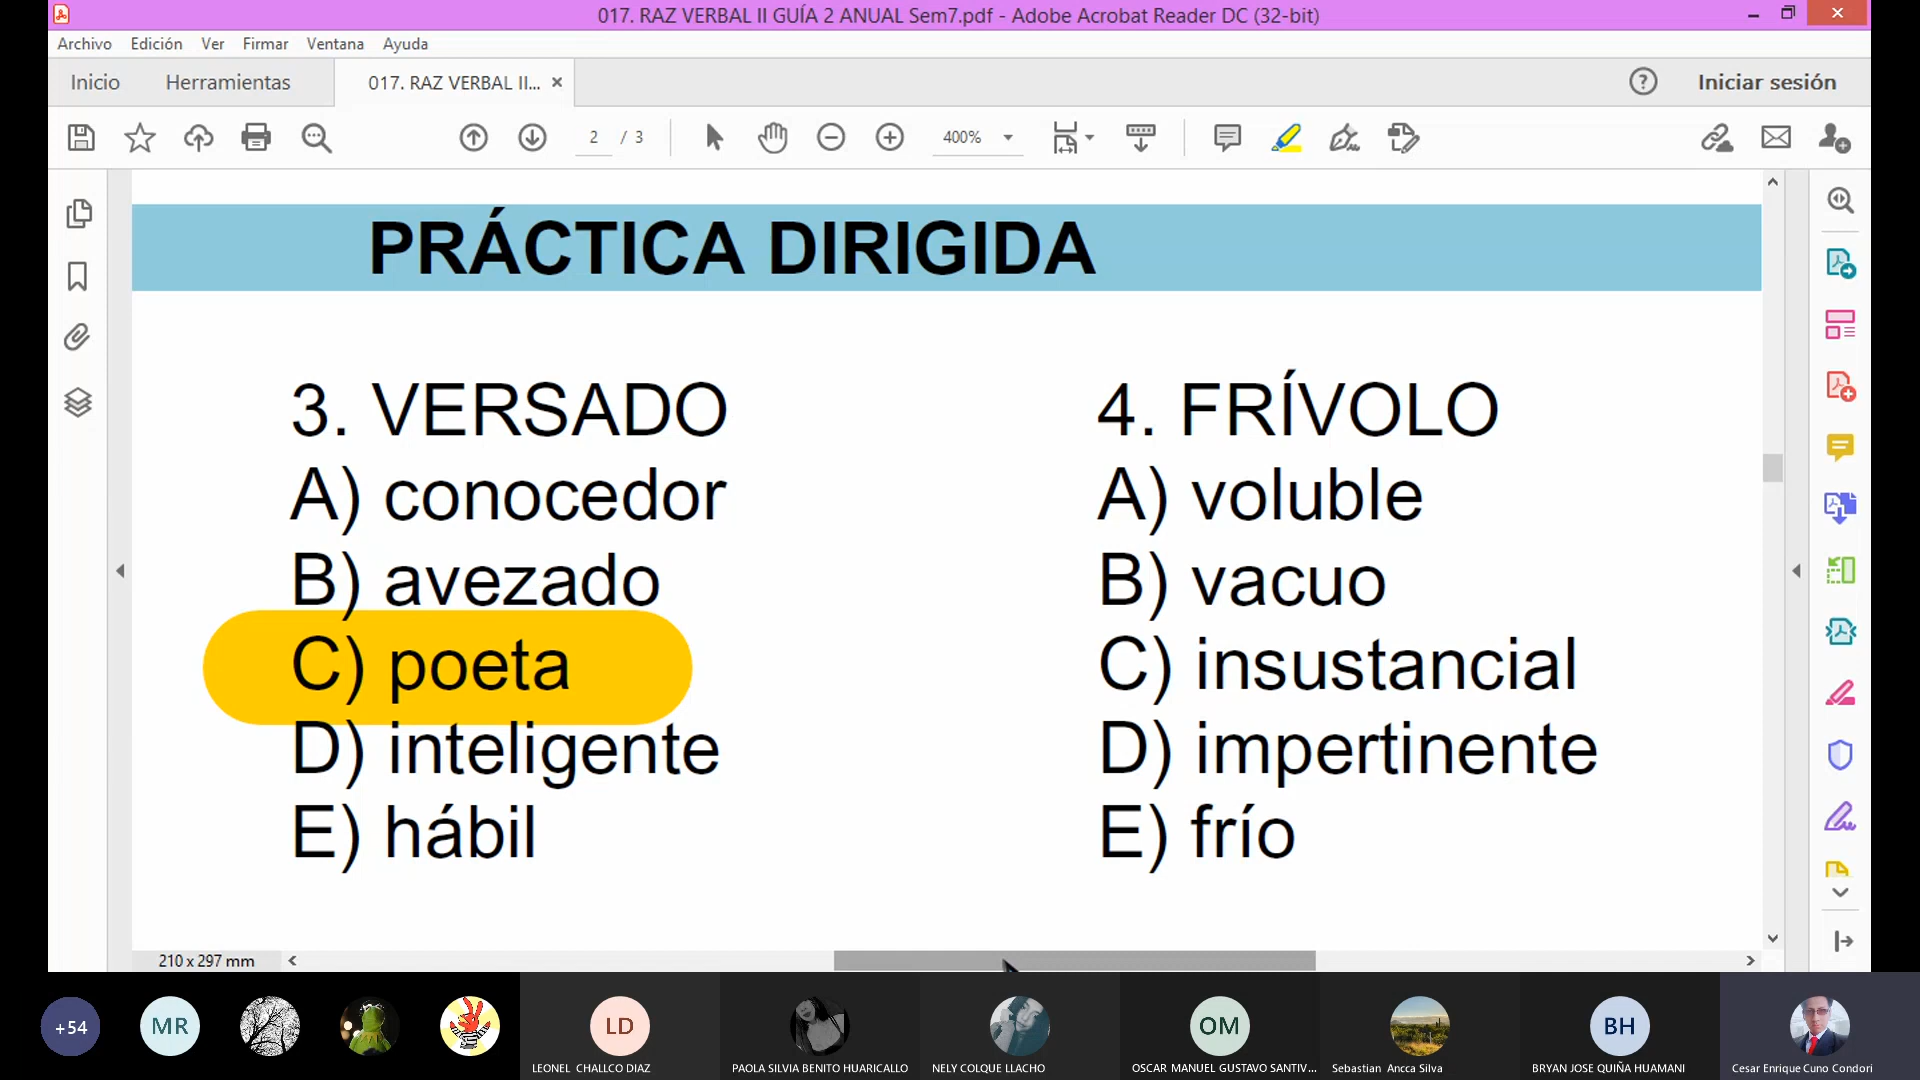 017. RAZ VERBAL II GUÍA 2 ANUAL Sem7.pdf - Adobe Acrobat Reader DC (32-bit)
Archivo Edición Ver Firmar Ventana Ayuda
Inicio Herramientas 017. RAZ VERBAL II... × Iniciar sesión
2 / 3 400%
PRÁCTICA DIRIGIDA
3. VERSADO
A) conocedor
B) avezado
C) poeta
D) inteligente
E) hábil
4. FRÍVOLO
A) voluble
B) vacuo
C) insustancial
D) impertinente
E) frío
210 x 297 mm
+54 MR LD OM BH
LEONEL CHALLCO DIAZ
PAOLA SILVIA BENITO HUARICALLO
NELY COLQUE LLACHO
OSCAR MANUEL GUSTAVO SANTIV...
Sebastian Ancca Silva
BRYAN JOSE QUIÑA HUAMANI
Cesar Enrique Cuno Condori